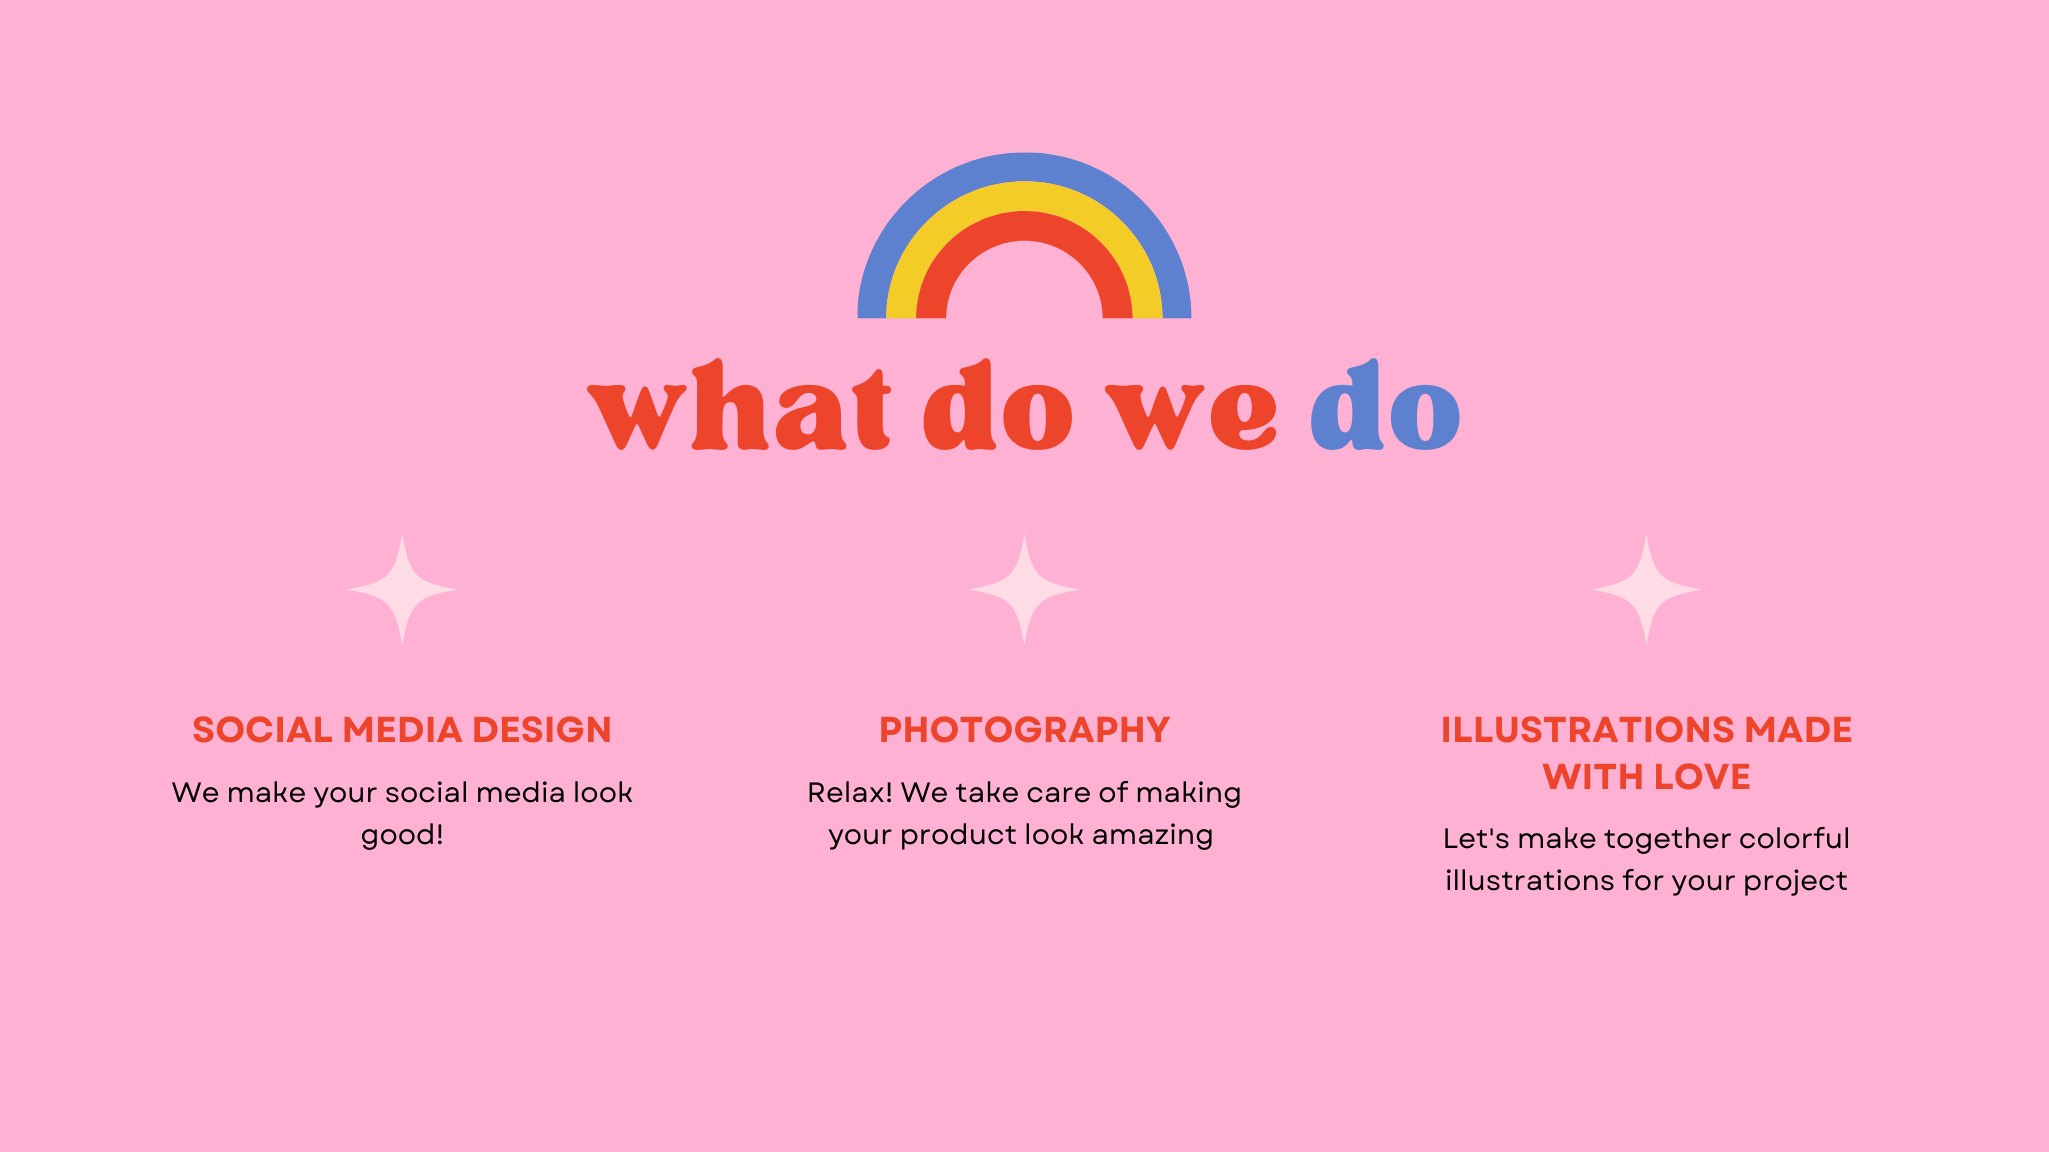 what do we do
SOCIAL MEDIA DESIGN
We make your social media look
good!
PHOTOGRAPHY
Relax! We take care of making
your product look amazing
ILLUSTRATIONS MADE
WITH LOVE
Let's make together colorful
illustrations for your project